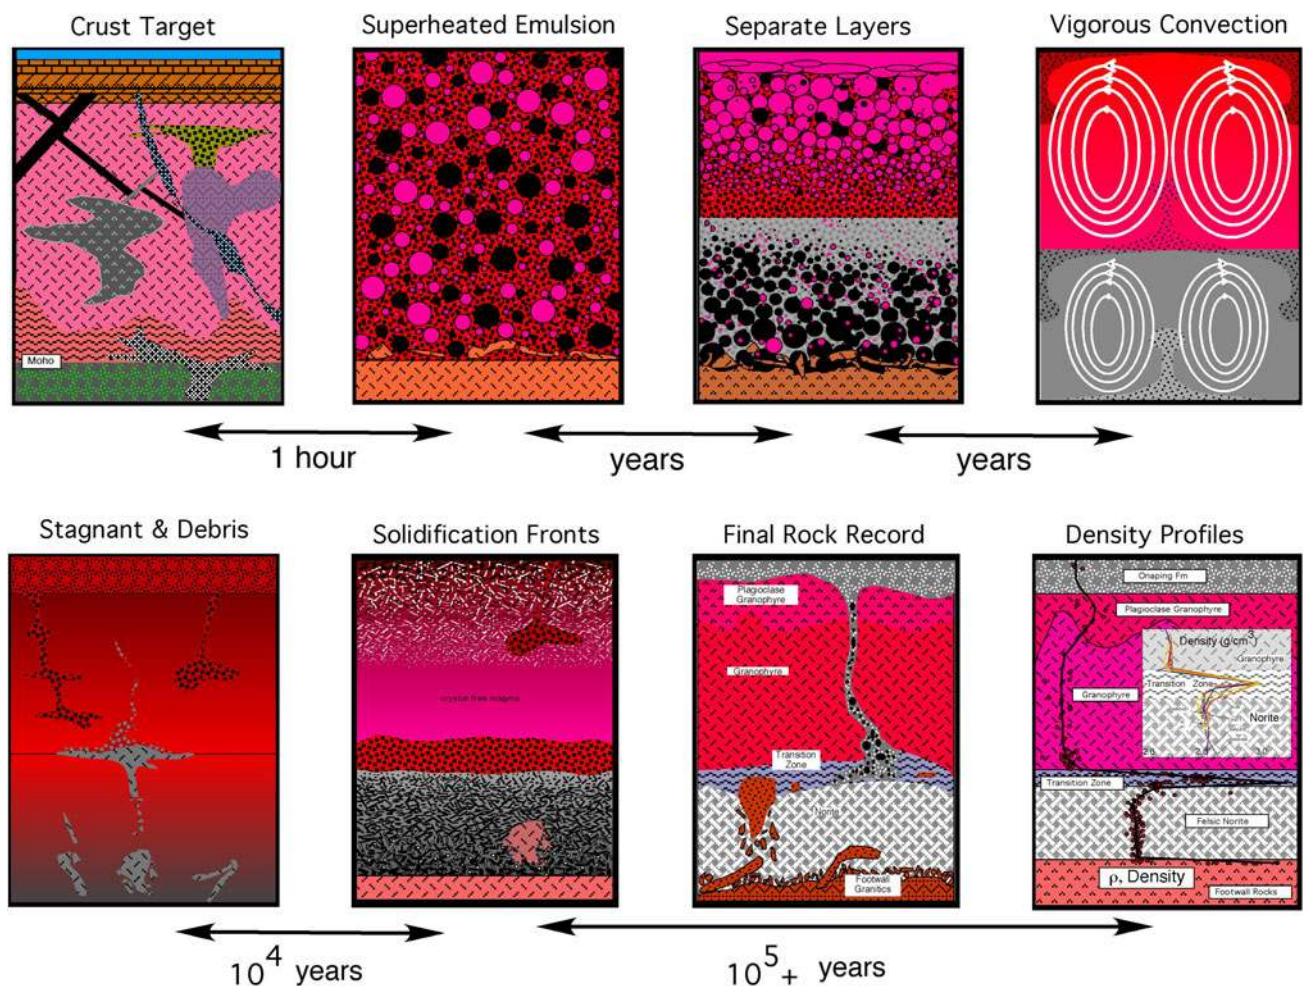 Crust Target
Superheated Emulsion
Separate Layers
Vigorous Convection
Moho
1 hour
years
years
Stagnant & Debris
Solidification Fronts
Final Rock Record
Density Profiles
crystal free magma
Plagioclase
Granophyre
Granophyre
Transition
Zone
Norite
Footwall
Granitics
Onaping Fm
Plagioclase Granophyre
Density (g/cm³)
Granophyre
Transition Zone
Granophyre
Norite
Transition Zone
Felsic Norite
ρ, Density
Footwall Rocks
10⁴ years
10⁵+ years